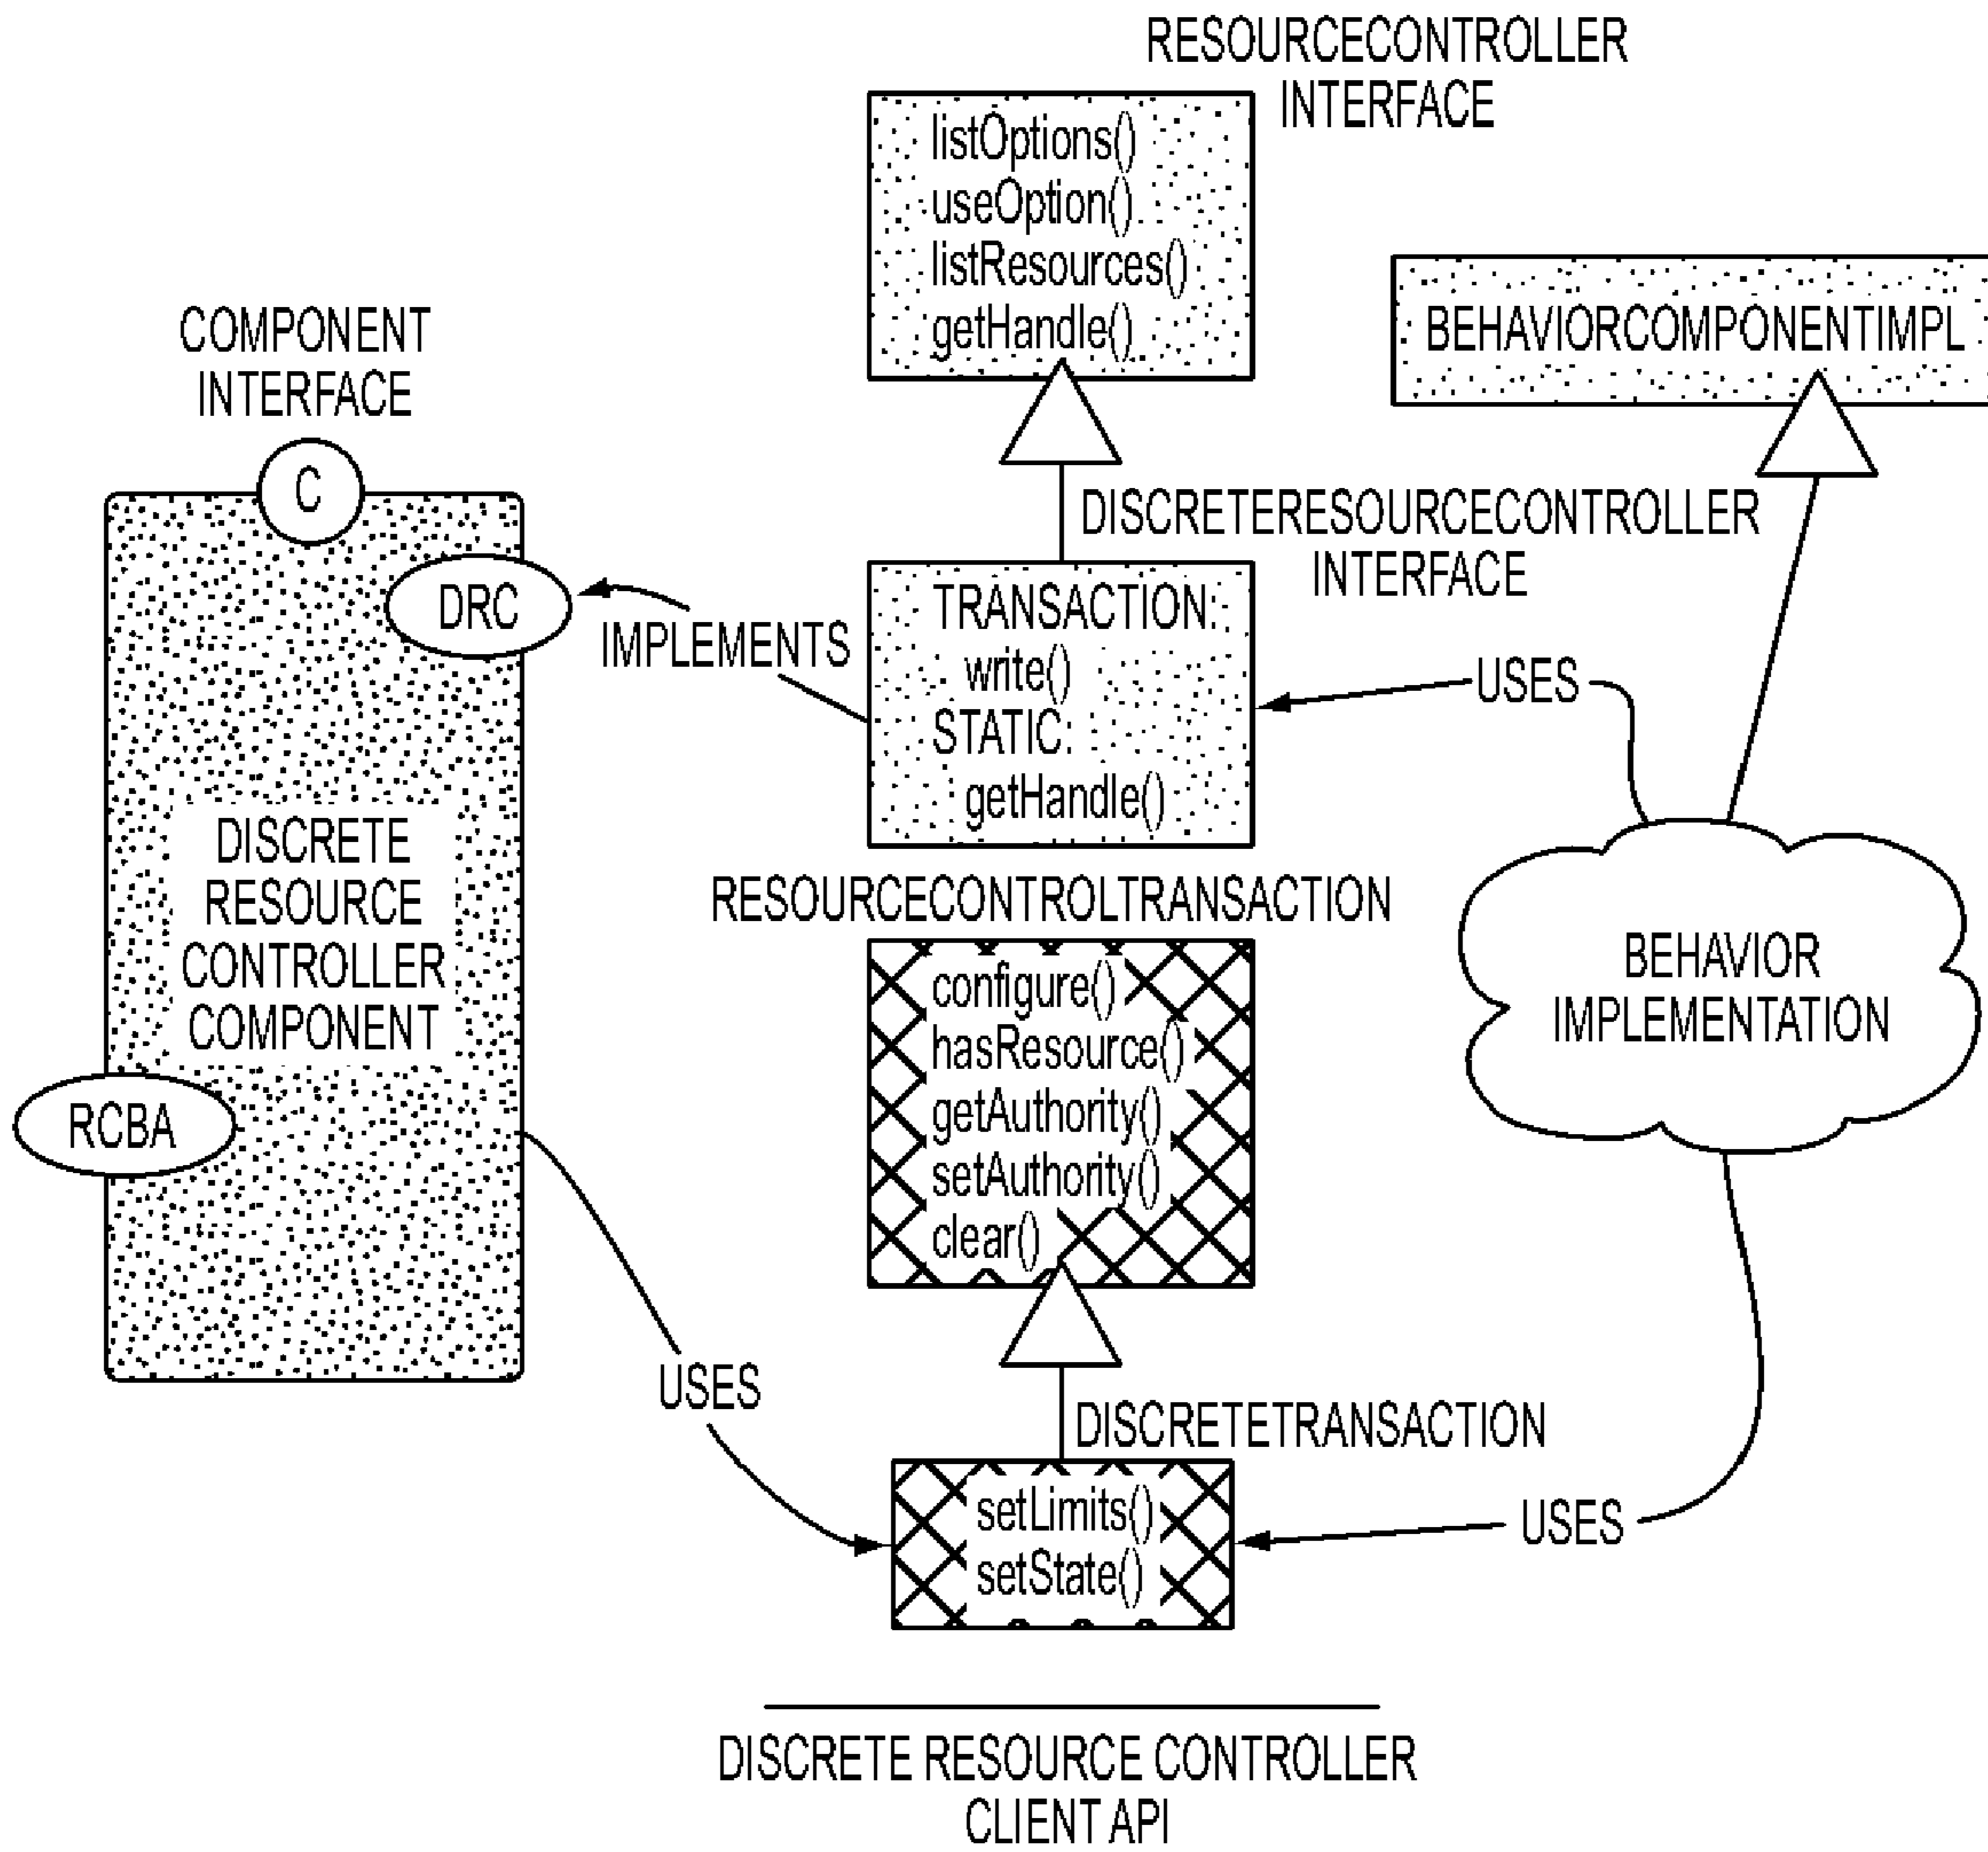 RESOURCECONTROLLER
INTERFACE
listOptions()
useOption()
listResources()
getHandle()
BEHAVIORCOMPONENTIMPL
COMPONENT
INTERFACE
C
DRC
IMPLEMENTS
DISCRETERESOURCECONTROLLER
INTERFACE
TRANSACTION:
write()
STATIC:
getHandle()
USES
DISCRETE
RESOURCE
CONTROLLER
COMPONENT
RCBA
RESOURCECONTROLTRANSACTION
configure()
hasResource()
getAuthority()
setAuthority()
clear()
BEHAVIOR
IMPLEMENTATION
USES
DISCRETETRANSACTION
setLimits()
setState()
USES
DISCRETE RESOURCE CONTROLLER
CLIENT API